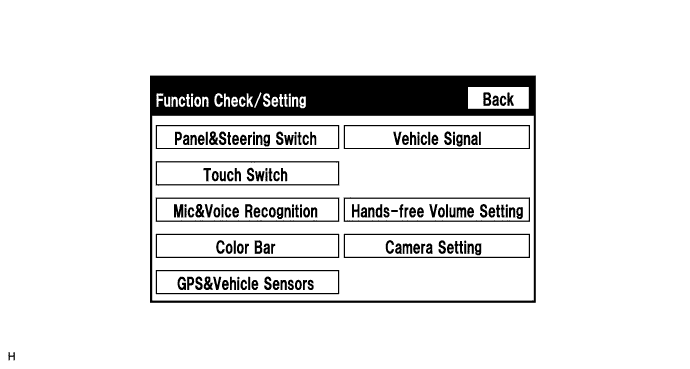 Function Check/Setting
Back
Panel&Steering Switch
Vehicle Signal
Touch Switch
Mic&Voice Recognition
Hands-free Volume Setting
Color Bar
Camera Setting
GPS&Vehicle Sensors
H